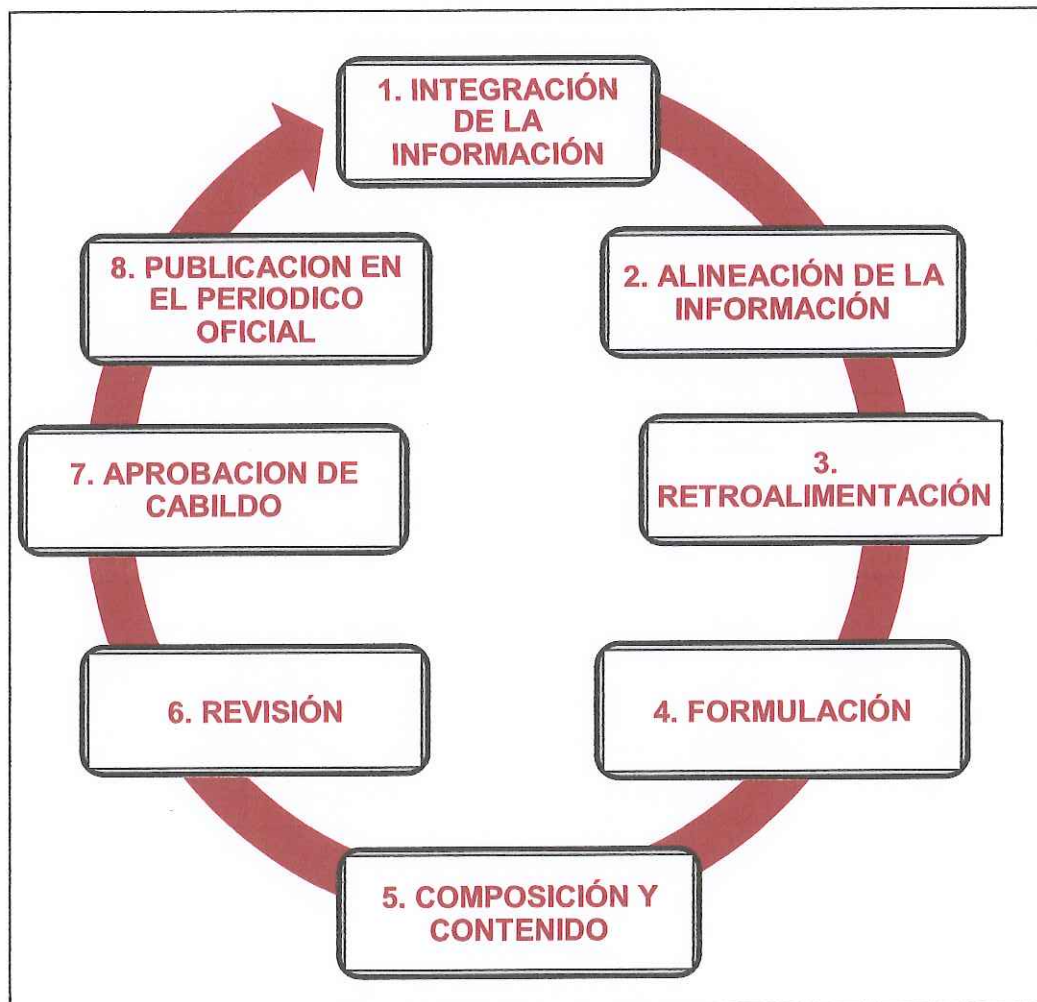 1. INTEGRACIÓN
DE LA
INFORMACIÓN
2. ALINEACIÓN DE LA
INFORMACIÓN
3.
RETROALIMENTACIÓN
4. FORMULACIÓN
5. COMPOSICIÓN Y
CONTENIDO
6. REVISIÓN
7. APROBACION DE
CABILDO
8. PUBLICACION EN
EL PERIODICO
OFICIAL